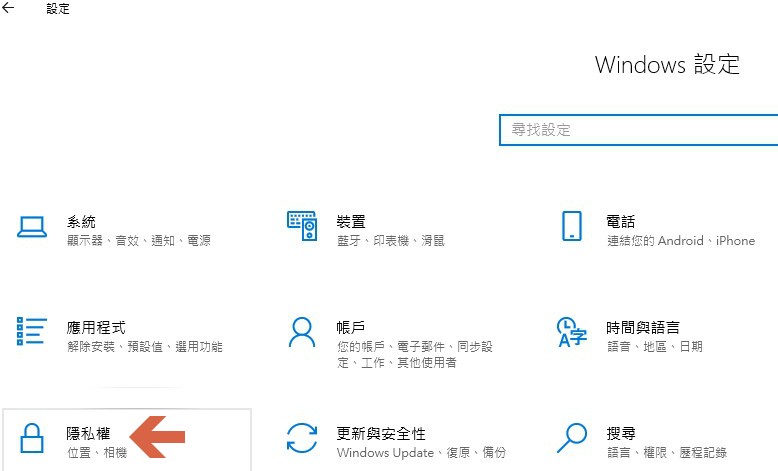 設定
Windows 設定
尋找設定
系統
顯示器、音效、通知、電源
裝置
藍牙、印表機、滑鼠
電話
連結您的 Android、iPhone
應用程式
解除安裝、預設值、選用功能
帳戶
您的帳戶、電子郵件、同步設
定、工作、其他使用者
時間與語言
語言、地區、日期
隱私權
位置、相機
更新與安全性
Windows Update、復原、備份
搜尋
語言、權限、歷程記錄